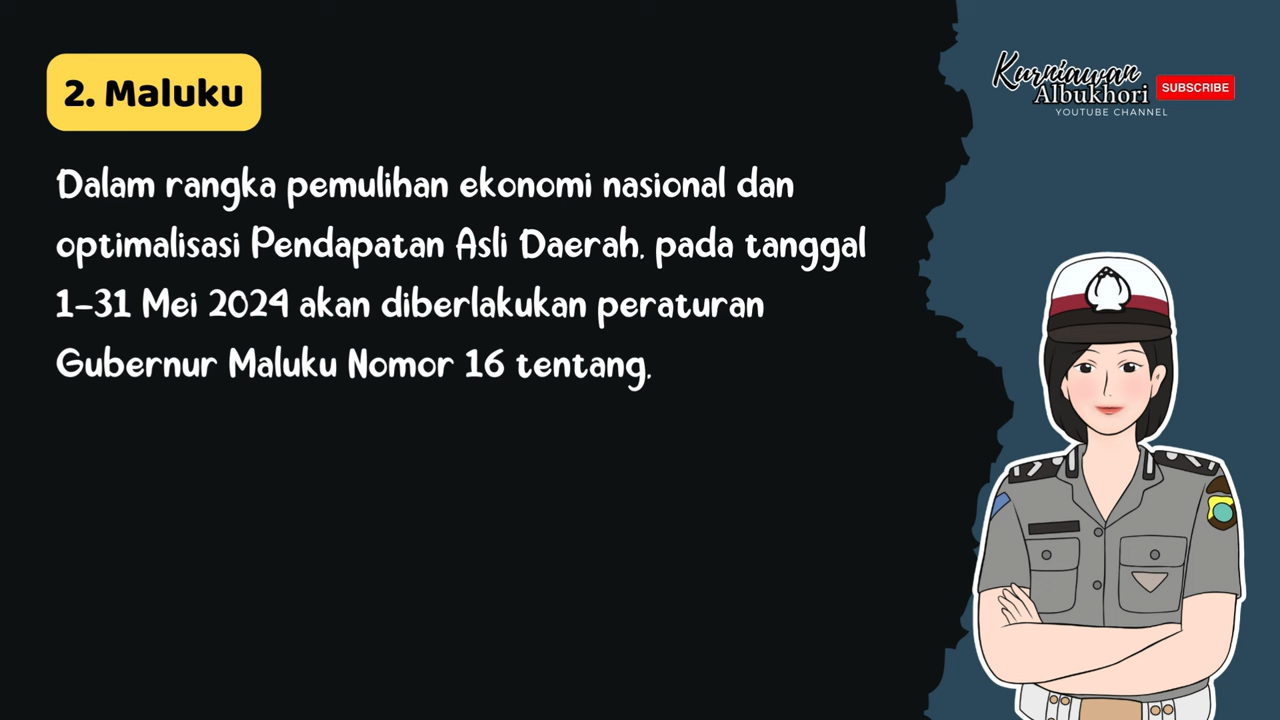 2. Maluku
Kurniawan
Albukhori
SUBSCRIBE
YOUTUBE CHANNEL
Dalam rangka pemulihan ekonomi nasional dan
optimalisasi Pendapatan Asli Daerah, pada tanggal
1-31 Mei 2024 akan diberlakukan peraturan
Gubernur Maluku Nomor 16 tentang,